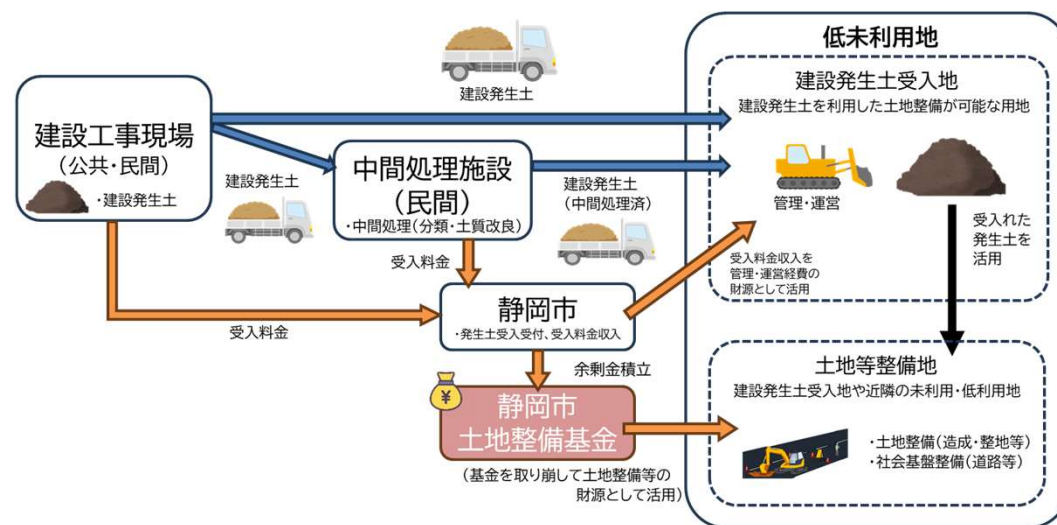 低未利用地
建設発生土
建設発生土受入地
建設発生土を利用した土地整備が可能な用地
建設工事現場
(公共・民間)
・建設発生土
建設発生土
中間処理施設
(民間)
・中間処理(分類・土質改良)
建設発生土
(中間処理済)
管理・運営
受入れた
発生土を
活用
受入料金
受入料金収入を
管理・運営経費の
財源として活用
静岡市
・発生土受入受付、受入料金収入
受入料金
余剰金積立
¥
静岡市
土地整備基金
(基金を取り崩して土地整備等の
財源として活用)
土地等整備地
建設発生土受入地や近隣の未利用・低利用地
・土地整備(造成・整地等)
・社会基盤整備(道路等)